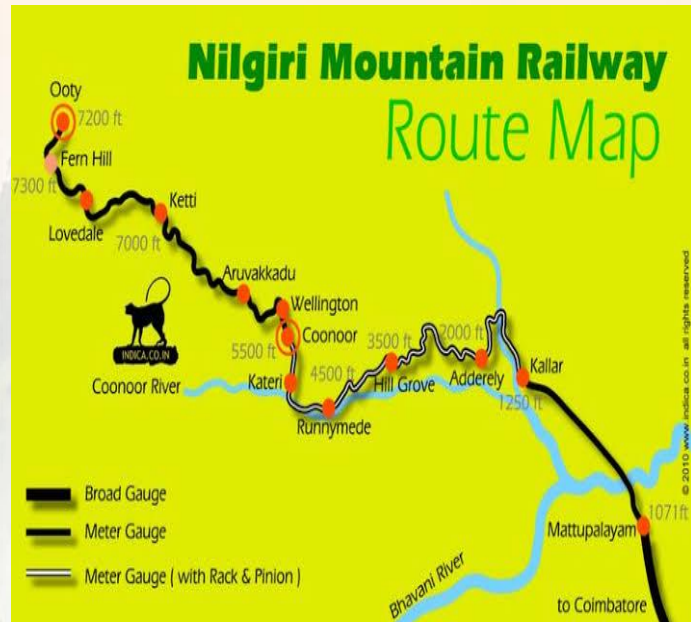 Nilgiri Mountain Railway
Route Map
Ooty
7200 ft
Fern Hill
7300 ft
Lovedale
Ketti
7000 ft
Aruvakkadu
Wellington
Coonoor
5500 ft
INDICA.CO.IN
Coonoor River
Kateri
4500 ft
Runnymede
3500 ft
Hill Grove
2000 ft
Adderely
Kallar
1250 ft
Broad Gauge
Meter Gauge
Meter Gauge ( with Rack & Pinion )
Mattupalayam
1071ft
Bhavani River
to Coimbatore
© 2010 www.indica.co.in all rights reserved